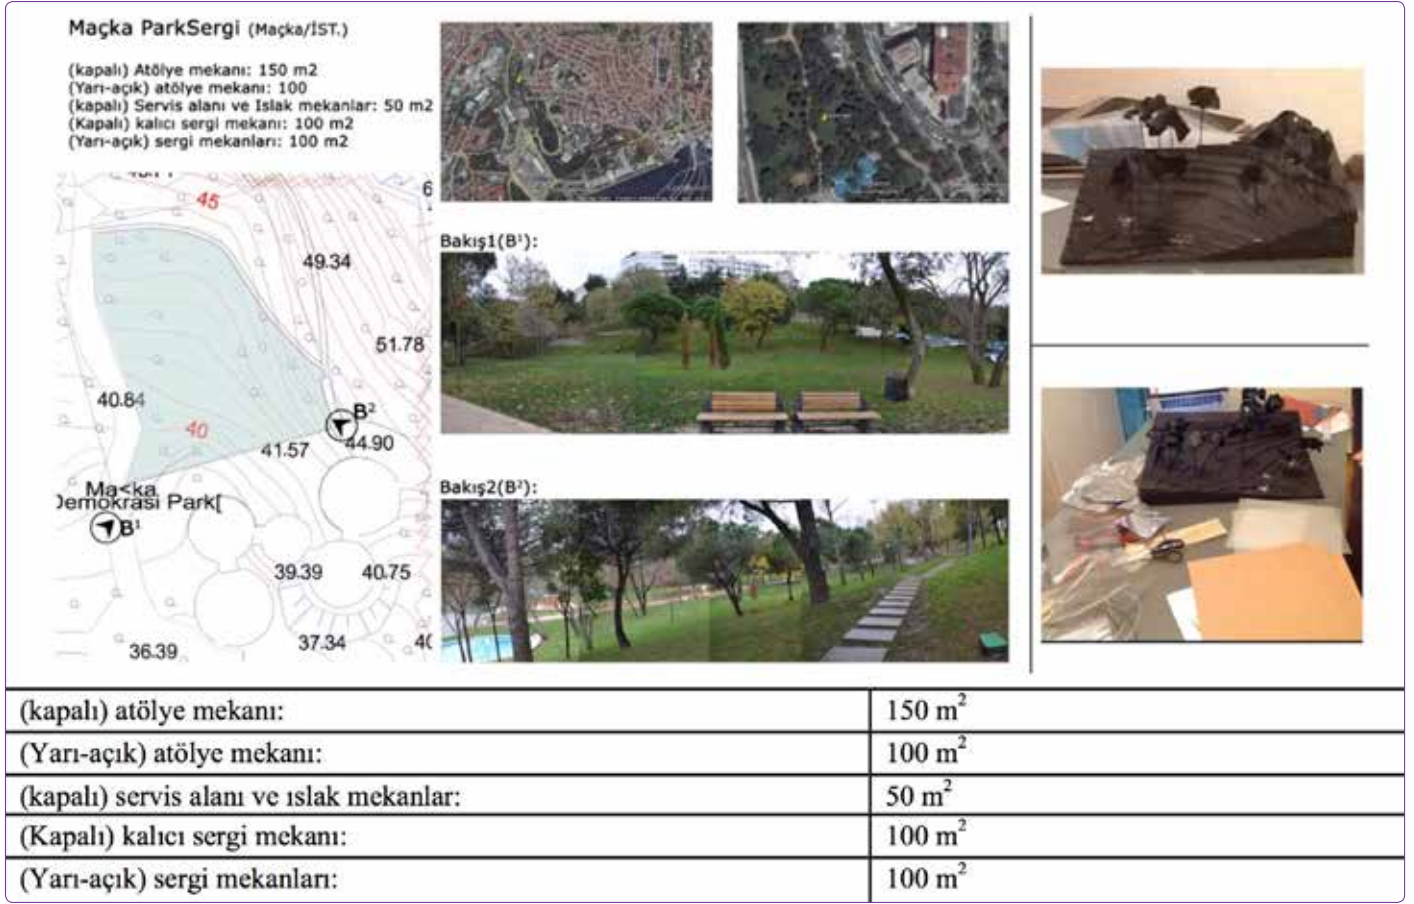 Maçka ParkSergi (Maçka/İST.)
(kapalı) Atölye mekanı: 150 m2
(Yarı-açık) atölye mekanı: 100
(kapalı) Servis alanı ve Islak mekanlar: 50 m2
(Kapalı) kalıcı sergi mekanı: 100 m2
(Yarı-açık) sergi mekanları: 100 m2
45
49.34
51.78
40.84
40
B²
41.57
44.90
Ma<ka
Demokrasi Park[
B¹
39.39
40.75
36.39
37.34
Bakış1(B¹):
Bakış2(B²):
(kapalı) atölye mekanı:
150 m²
(Yarı-açık) atölye mekanı:
100 m²
(kapalı) servis alanı ve ıslak mekanlar:
50 m²
(Kapalı) kalıcı sergi mekanı:
100 m²
(Yarı-açık) sergi mekanları:
100 m²